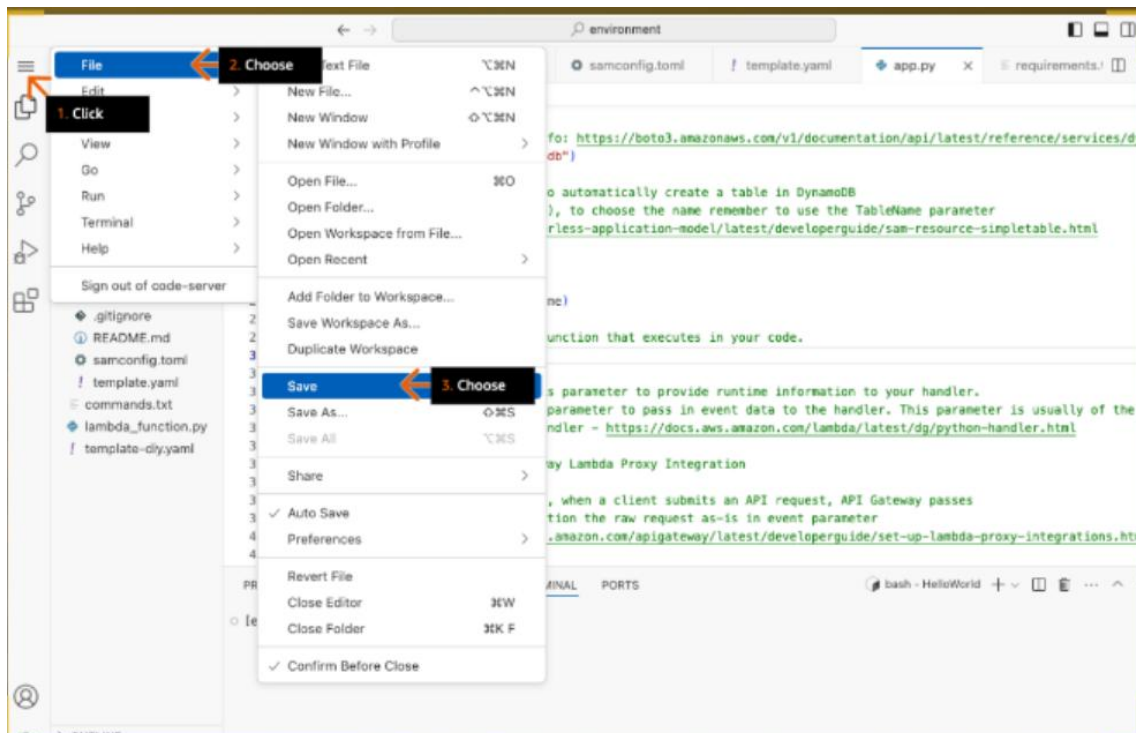 environment
File
2. Choose
Text File ⌥⌘N
samconfig.toml
! template.yaml
app.py ×
requirements.
Edit
1. Click
New File... ⌃⌥⌘N
New Window ⇧⌥⌘N
View
New Window with Profile
Go
Run
Terminal
Help
Sign out of code-server
Open File... ⌘O
Open Folder...
Open Workspace from File...
Open Recent
Add Folder to Workspace...
Save Workspace As...
Duplicate Workspace
Save
3. Choose
Save As... ⇧⌘S
Save All ⌥⌘S
Share
✓ Auto Save
Preferences
Revert File
Close Editor ⌘W
Close Folder ⌘K F
✓ Confirm Before Close
.gitignore
README.md
samconfig.toml
! template.yaml
commands.txt
lambda_function.py
! template-diy.yaml
fo: https://boto3.amazonaws.com/v1/documentation/api/latest/reference/services/d
db")
o automatically create a table in DynamoDB
), to choose the name remember to use the TableName parameter
rless-application-model/latest/developerguide/sam-resource-simpletable.html
me)
unction that executes in your code.
s parameter to provide runtime information to your handler.
parameter to pass in event data to the handler. This parameter is usually of the
ndler - https://docs.aws.amazon.com/lambda/latest/dg/python-handler.html
ay Lambda Proxy Integration
, when a client submits an API request, API Gateway passes
tion the raw request as-is in event parameter
.amazon.com/apigateway/latest/developerguide/set-up-lambda-proxy-integrations.ht
PR
MINAL
PORTS
bash - HelloWorld
[e